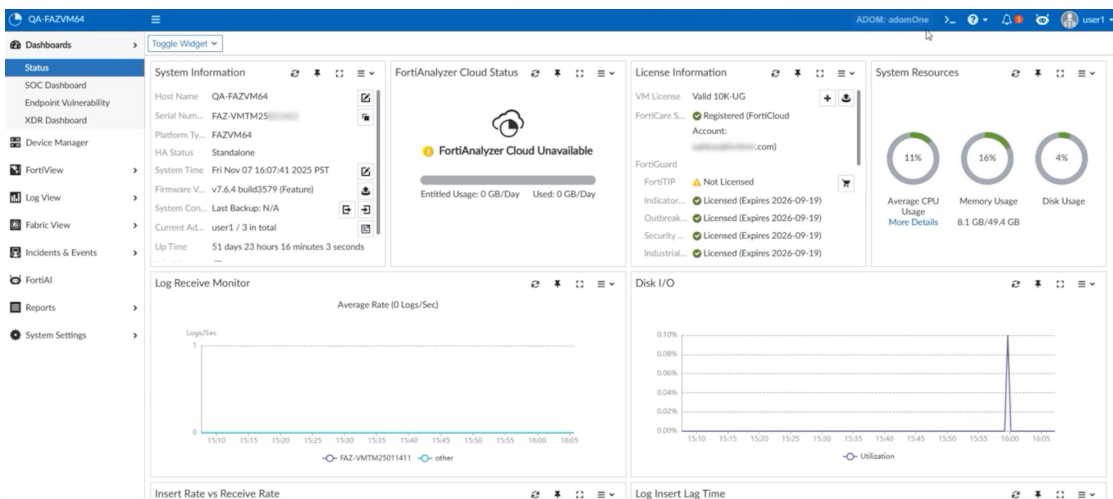 QA-FAZVM64
ADOM: adomOne
>_
1
user1
Dashboards
Status
SOC Dashboard
Endpoint Vulnerability
XDR Dashboard
Device Manager
FortiView
Log View
Fabric View
Incidents & Events
FortiAI
Reports
System Settings
Toggle Widget
System Information
Host Name QA-FAZVM64
Serial Num... FAZ-VMTM25
Platform Ty... FAZVM64
HA Status Standalone
System Time Fri Nov 07 16:07:41 2025 PST
Firmware V... v7.6.4 build3579 (Feature)
System Con... Last Backup: N/A
Current Ad... user1 / 3 in total
Up Time 51 days 23 hours 16 minutes 3 seconds
FortiAnalyzer Cloud Status
FortiAnalyzer Cloud Unavailable
Entitled Usage: 0 GB/Day Used: 0 GB/Day
License Information
VM License Valid 10K-UG
FortiCare S... Registered (FortiCloud
Account:
.com)
FortiGuard
FortiTIP Not Licensed
Indicator... Licensed (Expires 2026-09-19)
Outbreak... Licensed (Expires 2026-09-19)
Security ... Licensed (Expires 2026-09-19)
Industrial... Licensed (Expires 2026-09-19)
System Resources
11% 16% 4%
Average CPU Usage Memory Usage Disk Usage
More Details 8.1 GB/49.4 GB
Log Receive Monitor
Average Rate (0 Logs/Sec)
Logs/Sec
1
0
15:10 15:15 15:20 15:25 15:30 15:35 15:40 15:45 15:50 15:55 16:00 16:05
FAZ-VMTM25011411 other
Disk I/O
0.10%
0.08%
0.06%
0.04%
0.02%
0.00%
15:10 15:15 15:20 15:25 15:30 15:35 15:40 15:45 15:50 15:55 16:00 16:05
Utilization
Insert Rate vs Receive Rate
Log Insert Lag Time